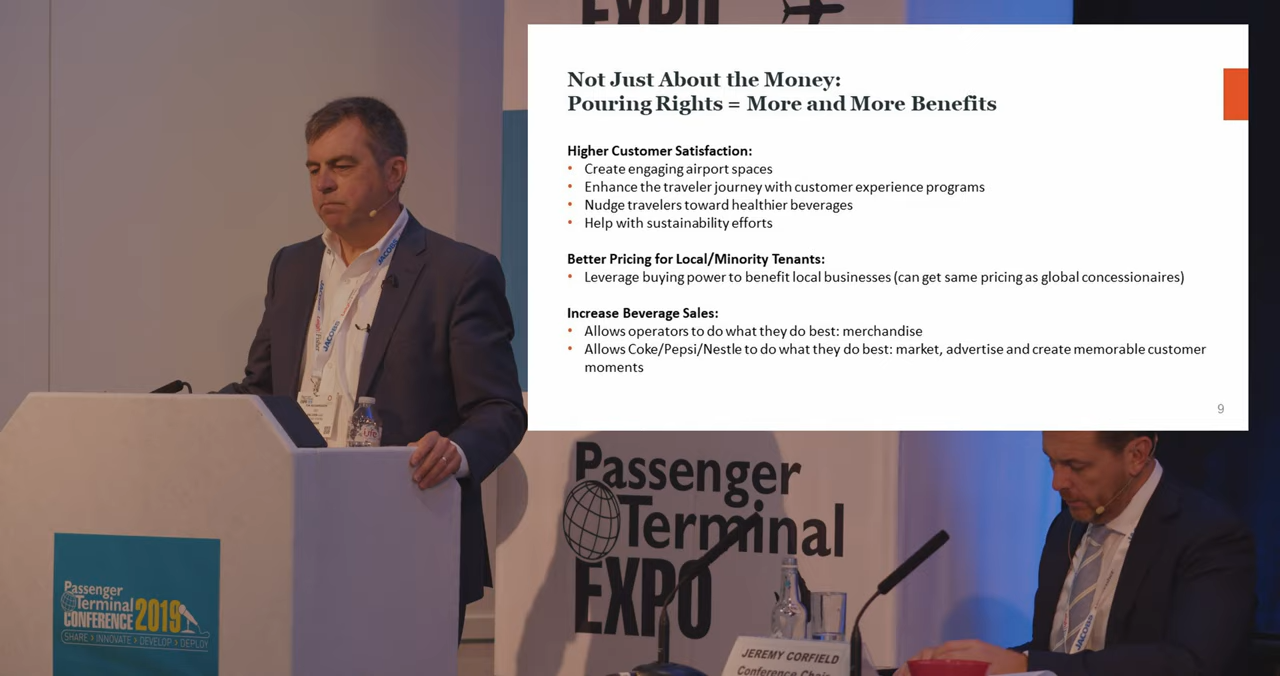 EXPO
Not Just About the Money:
Pouring Rights = More and More Benefits
Higher Customer Satisfaction:
• Create engaging airport spaces
• Enhance the traveler journey with customer experience programs
• Nudge travelers toward healthier beverages
• Help with sustainability efforts
Better Pricing for Local/Minority Tenants:
• Leverage buying power to benefit local businesses (can get same pricing as global concessionaires)
Increase Beverage Sales:
• Allows operators to do what they do best: merchandise
• Allows Coke/Pepsi/Nestle to do what they do best: market, advertise and create memorable customer
moments
9
JACOBS
JACOBS
Passenger
Terminal
EXPO
Passenger
Terminal
CONFERENCE 2019
SHARE > INNOVATE > DEVELOP > DEPLOY
JEREMY CORFIELD
Conference Chair